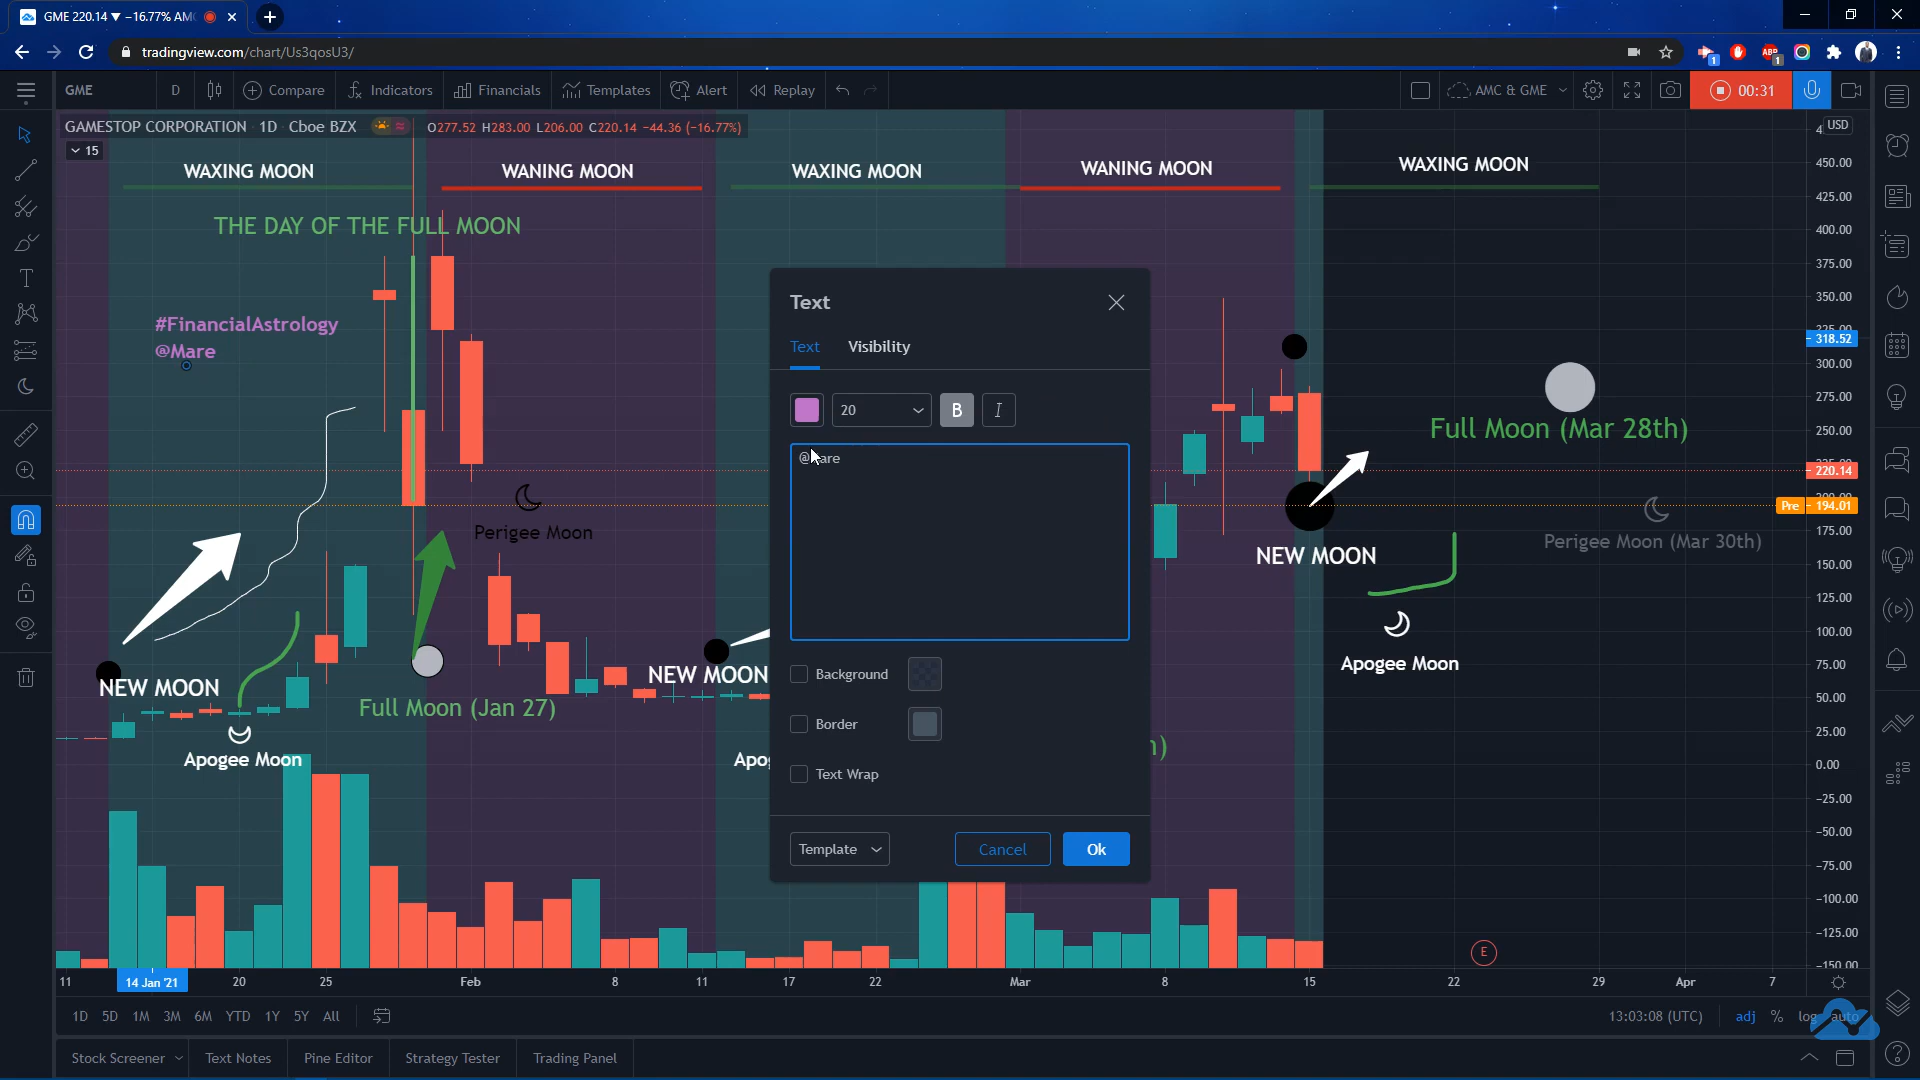 GME 220.14 ▼ −16.77% AMC
tradingview.com/chart/Us3qosU3/
1
1
GME
D
Compare
Indicators
Financials
Templates
Alert
Replay
AMC & GME
00:31
GAMESTOP CORPORATION 1D Cboe BZX
O277.52 H283.00 L206.00 C220.14 −44.36 (−16.77%)
15
USD
WAXING MOON
WANING MOON
WAXING MOON
WANING MOON
WAXING MOON
THE DAY OF THE FULL MOON
#FinancialAstrology
@Mare
Perigee Moon
NEW MOON
Apogee Moon
Full Moon (Jan 27)
NEW MOON
NEW MOON
Apogee Moon
Full Moon (Mar 28th)
Perigee Moon (Mar 30th)
Text
Text
Visibility
20
B
I
Background
Border
Text Wrap
Template
Cancel
Ok
450.00
425.00
400.00
375.00
350.00
318.52
300.00
275.00
250.00
220.14
Pre 194.01
175.00
150.00
125.00
100.00
75.00
50.00
25.00
0.00
−25.00
−50.00
−75.00
−100.00
−125.00
−150.00
E
11
14 Jan '21
20
25
Feb
8
11
17
22
Mar
8
15
22
29
Apr
7
1D 5D 1M 3M 6M YTD 1Y 5Y All
13:03:08 (UTC)
adj % log auto
Stock Screener
Text Notes
Pine Editor
Strategy Tester
Trading Panel